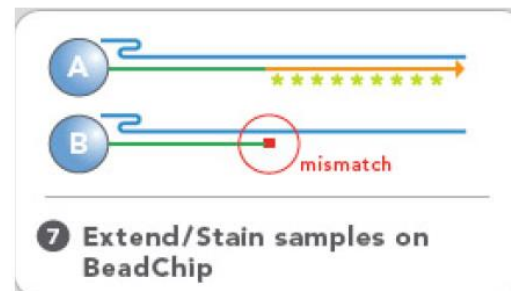 A
B
mismatch
7 Extend/Stain samples on
BeadChip